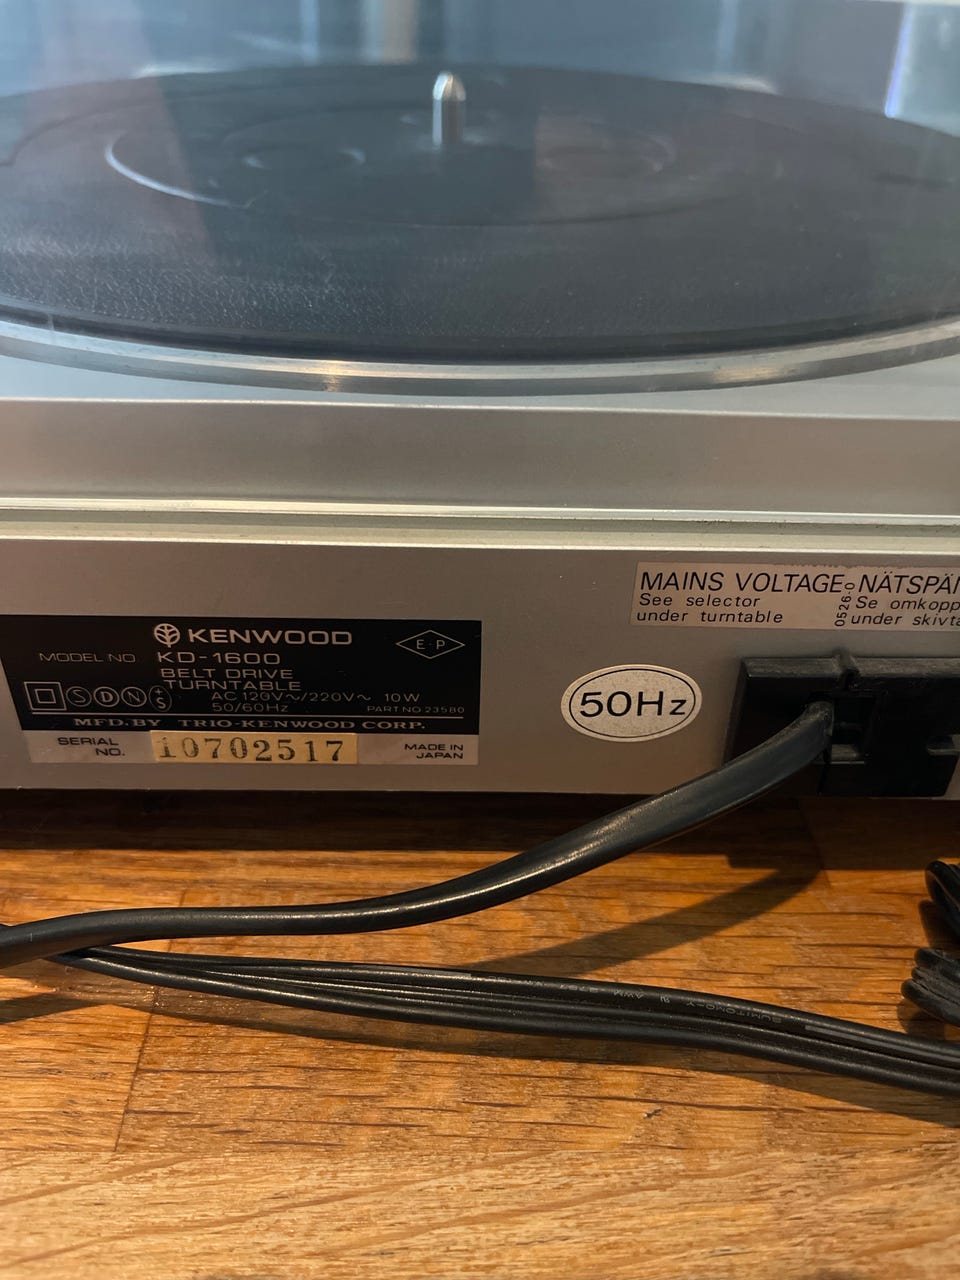 MAINS VOLTAGE
See selector
under turntable
0526-0
NÄTSPÄN
Se omkopp
under skivta
KENWOOD
E-P
MODEL NO. KD-1600
BELT DRIVE
TURNTABLE
S D N + S
AC 120V~/220V~ 10W
50/60Hz PART NO 23580
MFD.BY TRIO-KENWOOD CORP.
SERIAL NO. 10702517
MADE IN JAPAN
50Hz
AWM
SUMITOMO-Y